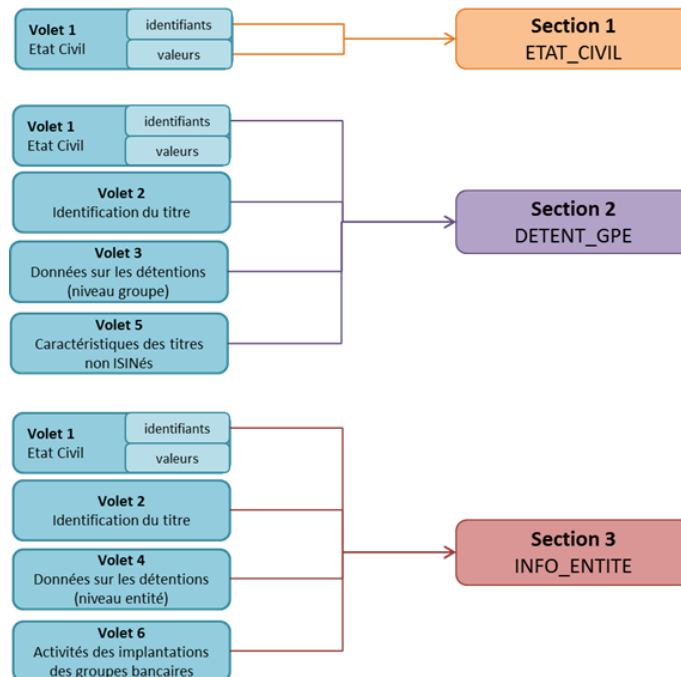 Volet 1
Etat Civil
identifiants
valeurs
Section 1
ETAT_CIVIL
Volet 1
Etat Civil
identifiants
valeurs
Volet 2
Identification du titre
Volet 3
Données sur les détentions
(niveau groupe)
Volet 5
Caractéristiques des titres
non ISINés
Section 2
DETENT_GPE
Volet 1
Etat Civil
identifiants
valeurs
Volet 2
Identification du titre
Volet 4
Données sur les détentions
(niveau entité)
Volet 6
Activités des implantations
des groupes bancaires
Section 3
INFO_ENTITE